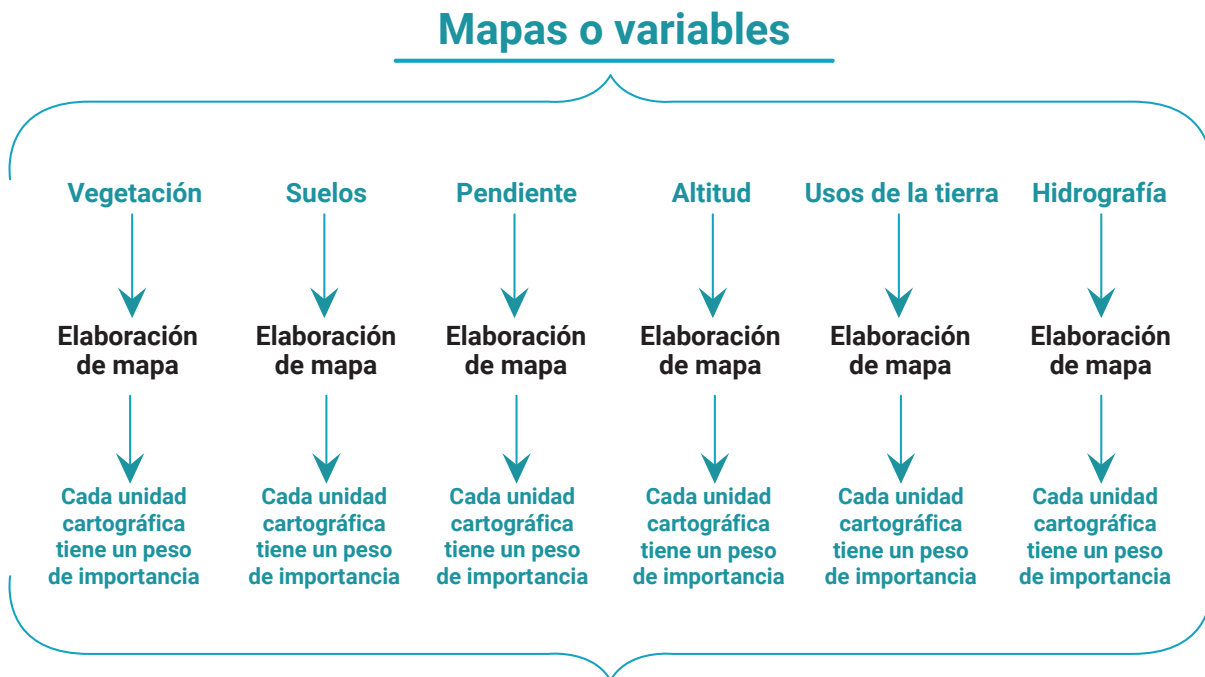 Mapas o variables
Vegetación
Suelos
Pendiente
Altitud
Usos de la tierra
Hidrografía
Elaboración
de mapa
Elaboración
de mapa
Elaboración
de mapa
Elaboración
de mapa
Elaboración
de mapa
Elaboración
de mapa
Cada unidad
cartográfica
tiene un peso
de importancia
Cada unidad
cartográfica
tiene un peso
de importancia
Cada unidad
cartográfica
tiene un peso
de importancia
Cada unidad
cartográfica
tiene un peso
de importancia
Cada unidad
cartográfica
tiene un peso
de importancia
Cada unidad
cartográfica
tiene un peso
de importancia